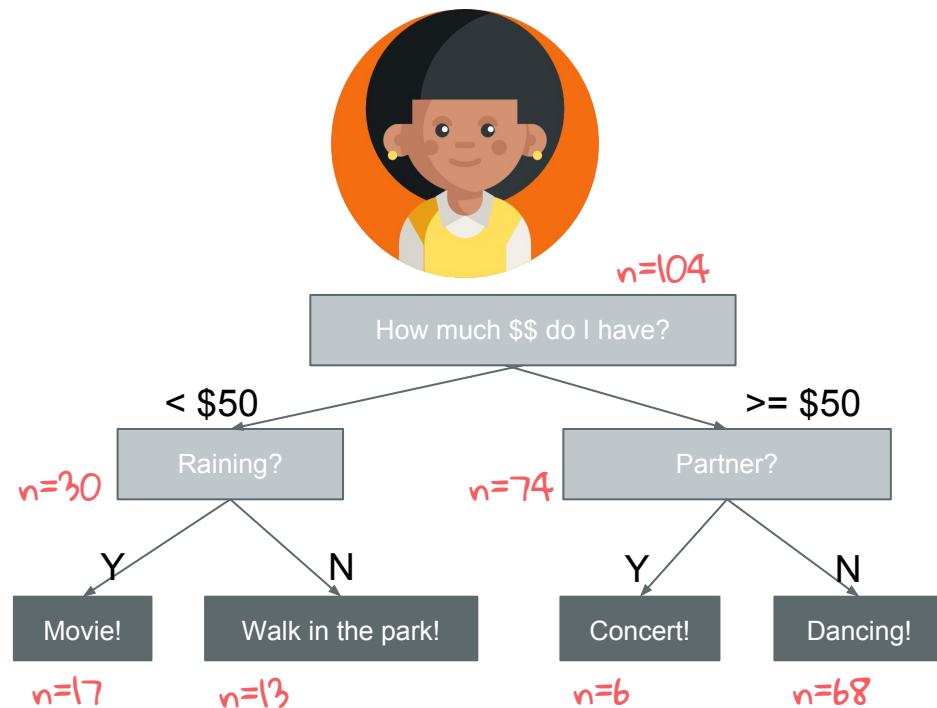 n=104
How much $$ do I have?
< $50
>= $50
Raining?
Partner?
n=30
n=74
Y
N
Y
N
Movie!
Walk in the park!
Concert!
Dancing!
n=17
n=13
n=6
n=68